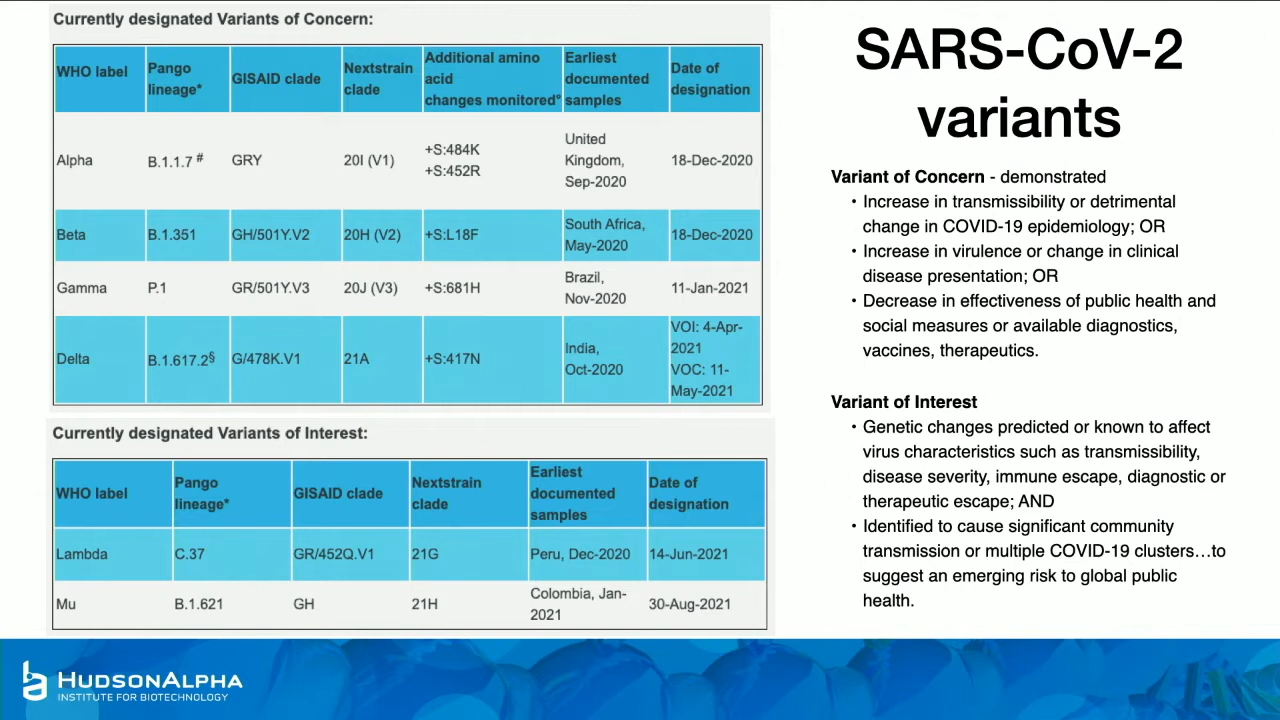 Currently designated Variants of Concern:
WHO label
Pango
lineage*
GISAID clade
Nextstrain
clade
Additional amino
acid
changes monitored°
Earliest
documented
samples
Date of
designation
Alpha
B.1.1.7 #
GRY
20I (V1)
+S:484K
+S:452R
United
Kingdom,
Sep-2020
18-Dec-2020
Beta
B.1.351
GH/501Y.V2
20H (V2)
+S:L18F
South Africa,
May-2020
18-Dec-2020
Gamma
P.1
GR/501Y.V3
20J (V3)
+S:681H
Brazil,
Nov-2020
11-Jan-2021
Delta
B.1.617.2§
G/478K.V1
21A
+S:417N
India,
Oct-2020
VOI: 4-Apr-
2021
VOC: 11-
May-2021
Currently designated Variants of Interest:
WHO label
Pango
lineage*
GISAID clade
Nextstrain
clade
Earliest
documented
samples
Date of
designation
Lambda
C.37
GR/452Q.V1
21G
Peru, Dec-2020
14-Jun-2021
Mu
B.1.621
GH
21H
Colombia, Jan-
2021
30-Aug-2021
SARS-CoV-2
variants
Variant of Concern - demonstrated
• Increase in transmissibility or detrimental
change in COVID-19 epidemiology; OR
• Increase in virulence or change in clinical
disease presentation; OR
• Decrease in effectiveness of public health and
social measures or available diagnostics,
vaccines, therapeutics.
Variant of Interest
• Genetic changes predicted or known to affect
virus characteristics such as transmissibility,
disease severity, immune escape, diagnostic or
therapeutic escape; AND
• Identified to cause significant community
transmission or multiple COVID-19 clusters…to
suggest an emerging risk to global public
health.
HUDSONALPHA
INSTITUTE FOR BIOTECHNOLOGY